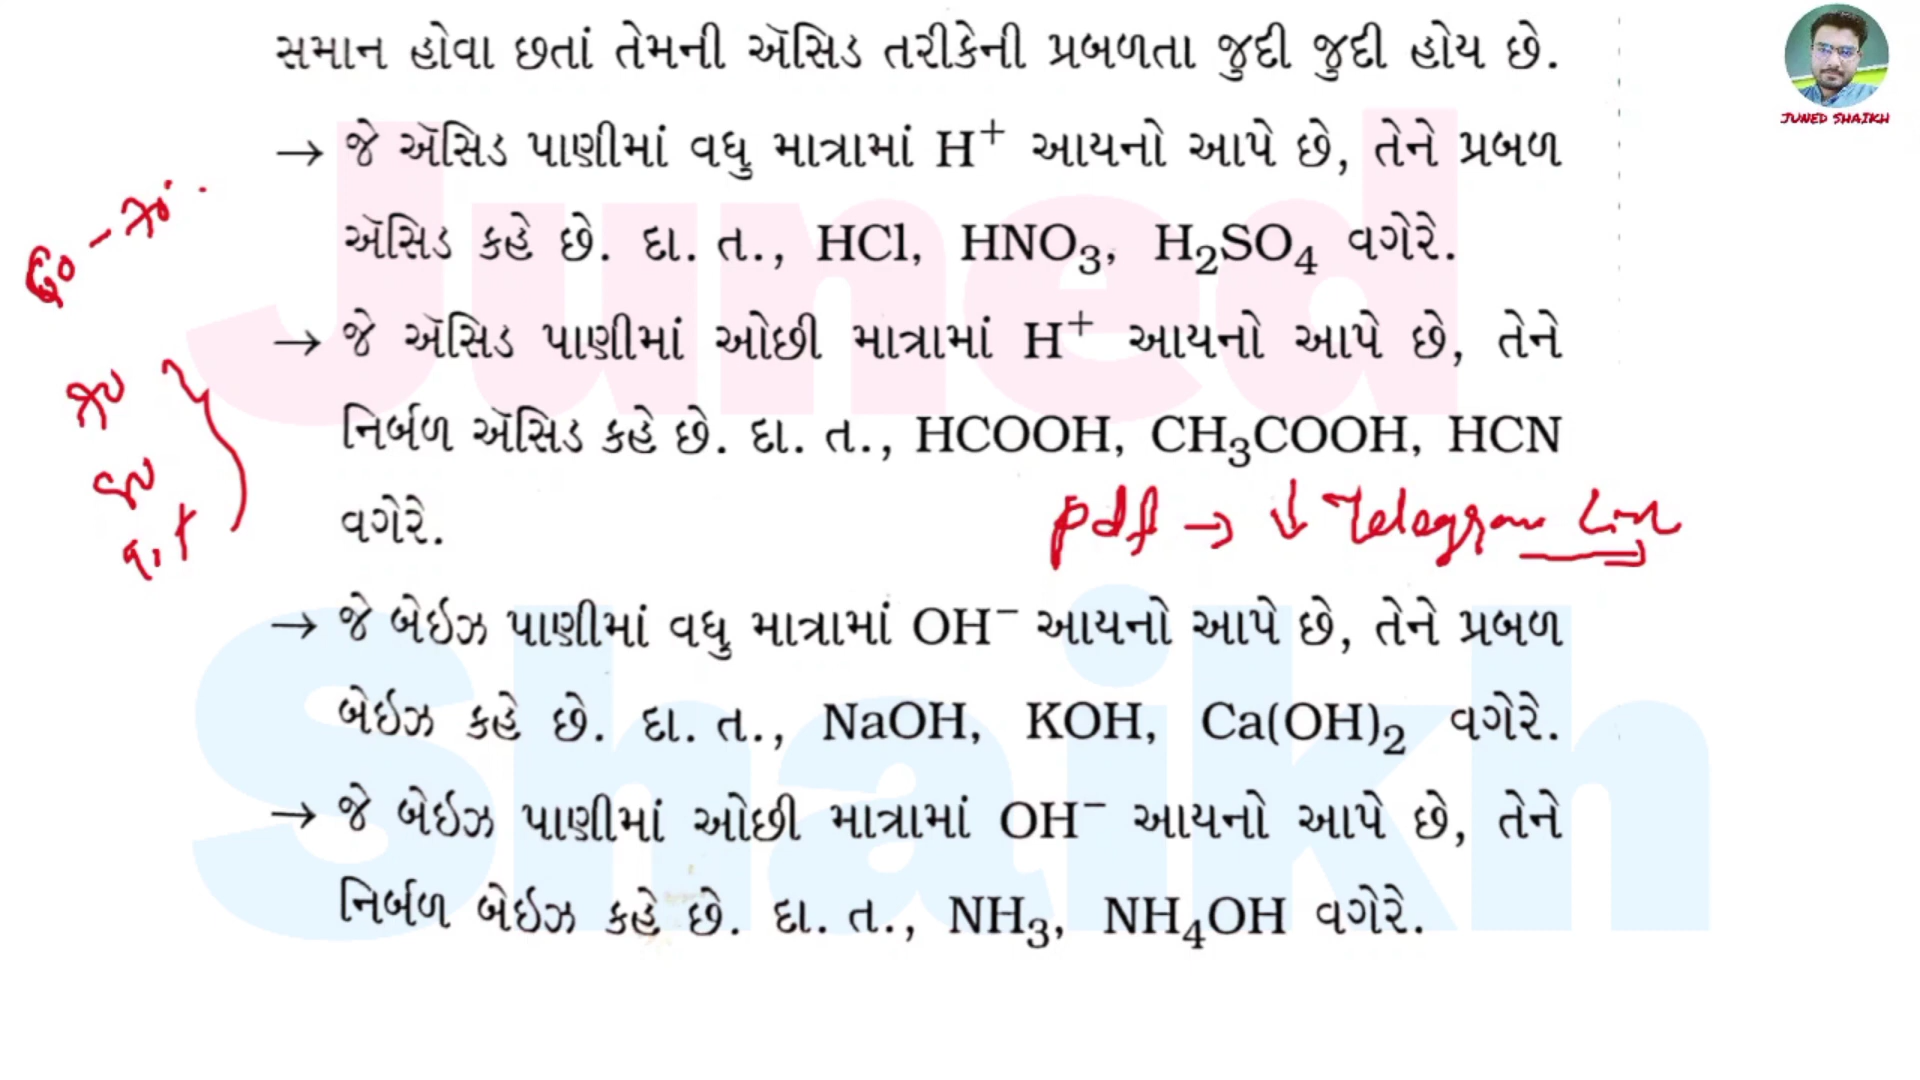 સમાન હોવા છતાં તેમની ઍસિડ તરીકેની પ્રબળતા જુદી જુદી હોય છે.
JUNED SHAIKH
→ જે ઍસિડ પાણીમાં વધુ માત્રામાં H⁺ આયનો આપે છે, તેને પ્રબળ
ઍસિડ કહે છે. દા. ત., HCl, HNO₃, H₂SO₄ વગેરે.
→ જે ઍસિડ પાણીમાં ઓછી માત્રામાં H⁺ આયનો આપે છે, તેને
નિર્બળ ઍસિડ કહે છે. દા. ત., HCOOH, CH₃COOH, HCN
વગેરે.
pdf → ↓ Telegram Link
→ જે બેઇઝ પાણીમાં વધુ માત્રામાં OH⁻ આયનો આપે છે, તેને પ્રબળ
બેઇઝ કહે છે. દા. ત., NaOH, KOH, Ca(OH)₂ વગેરે.
→ જે બેઇઝ પાણીમાં ઓછી માત્રામાં OH⁻ આયનો આપે છે, તેને
નિર્બળ બેઇઝ કહે છે. દા. ત., NH₃, NH₄OH વગેરે.
Juned
Shaikh